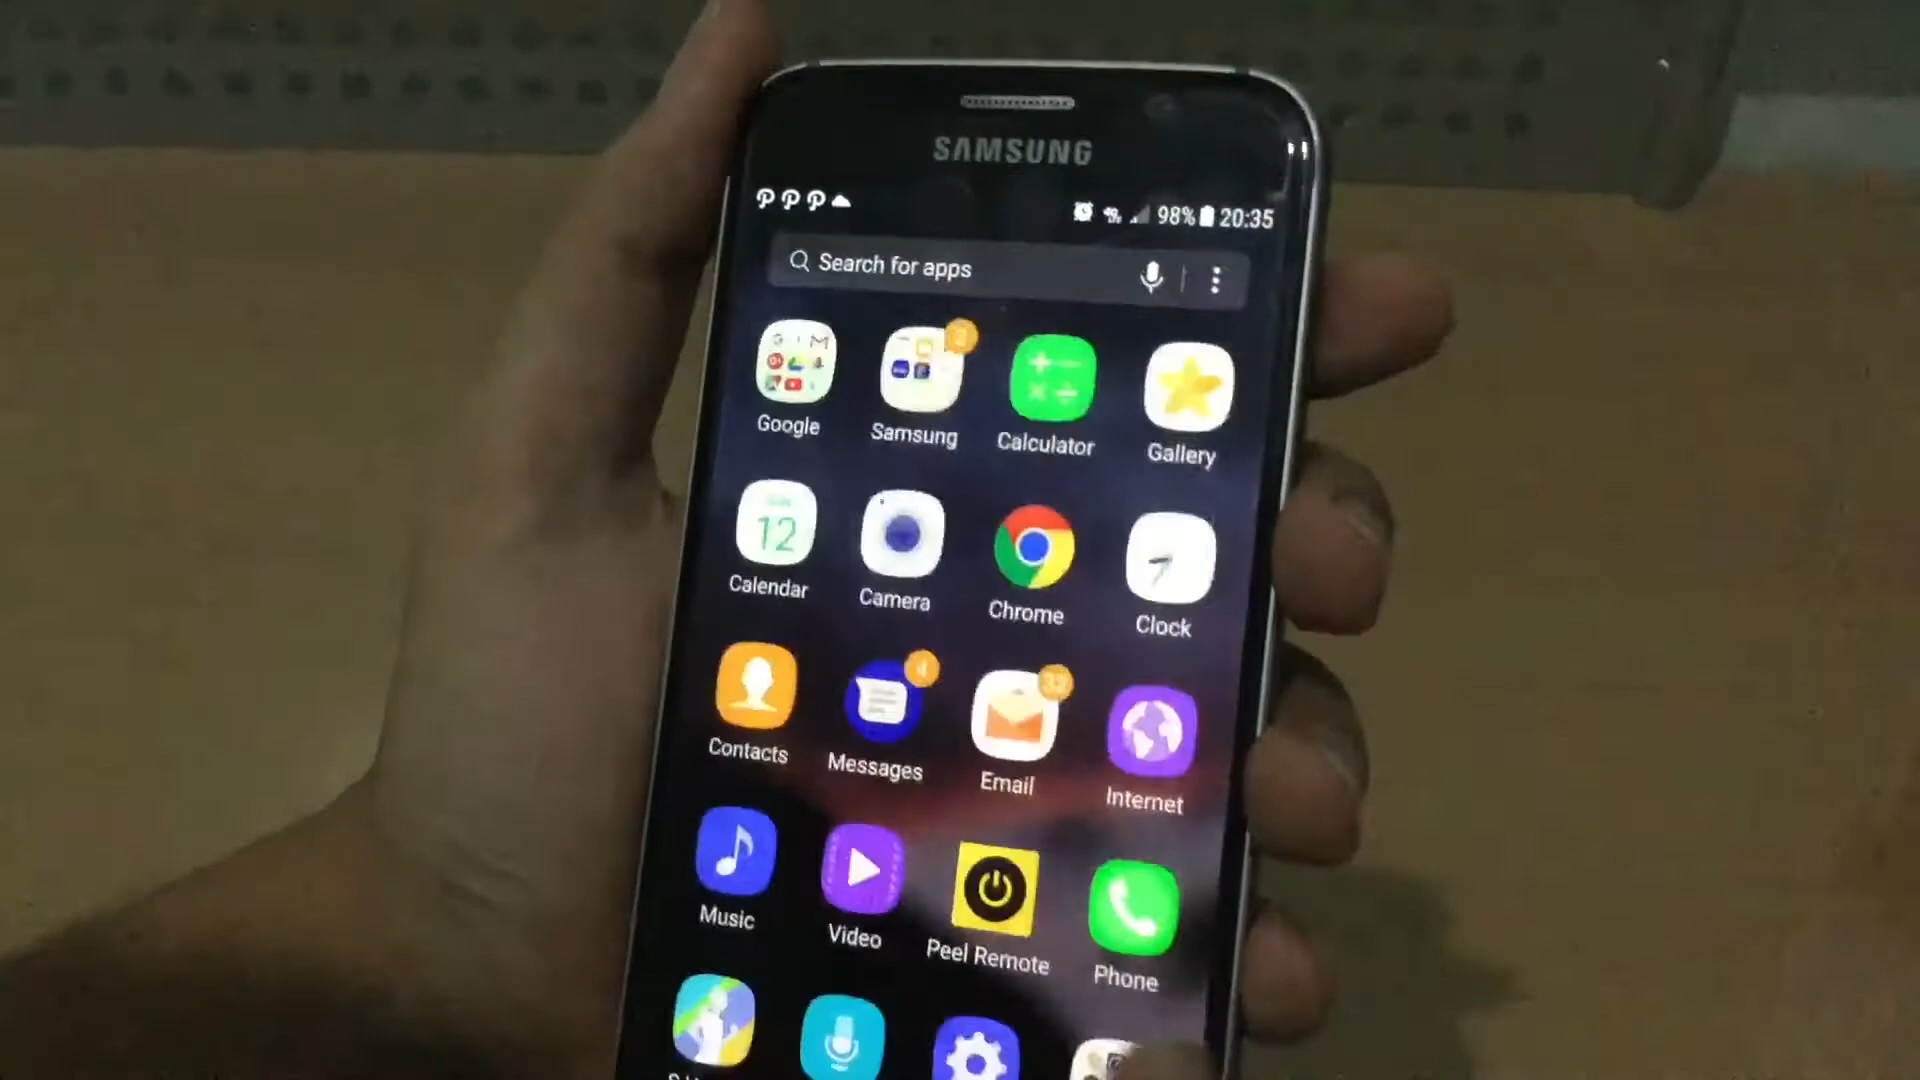 SAMSUNG
98% 20:35
Search for apps
Google Samsung Calculator Gallery
12
Calendar Camera Chrome Clock
4
Contacts Messages Email Internet
Music Video Peel Remote Phone